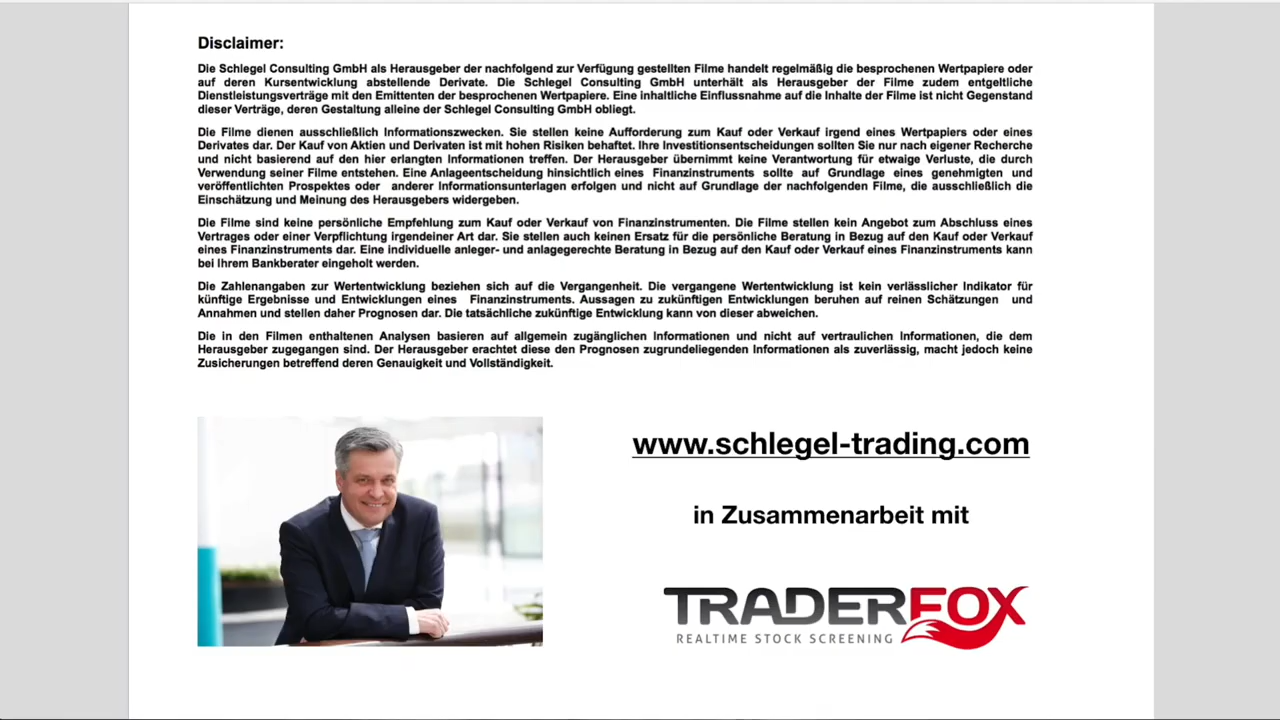 Disclaimer:
Die Schlegel Consulting GmbH als Herausgeber der nachfolgend zur Verfügung gestellten Filme handelt regelmäßig die besprochenen Wertpapiere oder
auf deren Kursentwicklung abstellende Derivate. Die Schlegel Consulting GmbH unterhält als Herausgeber der Filme zudem entgeltliche
Dienstleistungsverträge mit den Emittenten der besprochenen Wertpapiere. Eine inhaltliche Einflussnahme auf die Inhalte der Filme ist nicht Gegenstand
dieser Verträge, deren Gestaltung alleine der Schlegel Consulting GmbH obliegt.
Die Filme dienen ausschließlich Informationszwecken. Sie stellen keine Aufforderung zum Kauf oder Verkauf irgend eines Wertpapiers oder eines
Derivates dar. Der Kauf von Aktien und Derivaten ist mit hohen Risiken behaftet. Ihre Investitionsentscheidungen sollten Sie nur nach eigener Recherche
und nicht basierend auf den hier erlangten Informationen treffen. Der Herausgeber übernimmt keine Verantwortung für etwaige Verluste, die durch
Verwendung seiner Filme entstehen. Eine Anlageentscheidung hinsichtlich eines Finanzinstruments sollte auf Grundlage eines genehmigten und
veröffentlichten Prospektes oder anderer Informationsunterlagen erfolgen und nicht auf Grundlage der nachfolgenden Filme, die ausschließlich die
Einschätzung und Meinung des Herausgebers widergeben.
Die Filme sind keine persönliche Empfehlung zum Kauf oder Verkauf von Finanzinstrumenten. Die Filme stellen kein Angebot zum Abschluss eines
Vertrages oder einer Verpflichtung irgendeiner Art dar. Sie stellen auch keinen Ersatz für die persönliche Beratung in Bezug auf den Kauf oder Verkauf
eines Finanzinstruments dar. Eine individuelle anleger- und anlagegerechte Beratung in Bezug auf den Kauf oder Verkauf eines Finanzinstruments kann
bei Ihrem Bankberater eingeholt werden.
Die Zahlenangaben zur Wertentwicklung beziehen sich auf die Vergangenheit. Die vergangene Wertentwicklung ist kein verlässlicher Indikator für
künftige Ergebnisse und Entwicklungen eines Finanzinstruments. Aussagen zu zukünftigen Entwicklungen beruhen auf reinen Schätzungen und
Annahmen und stellen daher Prognosen dar. Die tatsächliche zukünftige Entwicklung kann von dieser abweichen.
Die in den Filmen enthaltenen Analysen basieren auf allgemein zugänglichen Informationen und nicht auf vertraulichen Informationen, die dem
Herausgeber zugegangen sind. Der Herausgeber erachtet diese den Prognosen zugrundeliegenden Informationen als zuverlässig, macht jedoch keine
Zusicherungen betreffend deren Genauigkeit und Vollständigkeit.
www.schlegel-trading.com
in Zusammenarbeit mit
TRADERFOX
REALTIME STOCK SCREENING